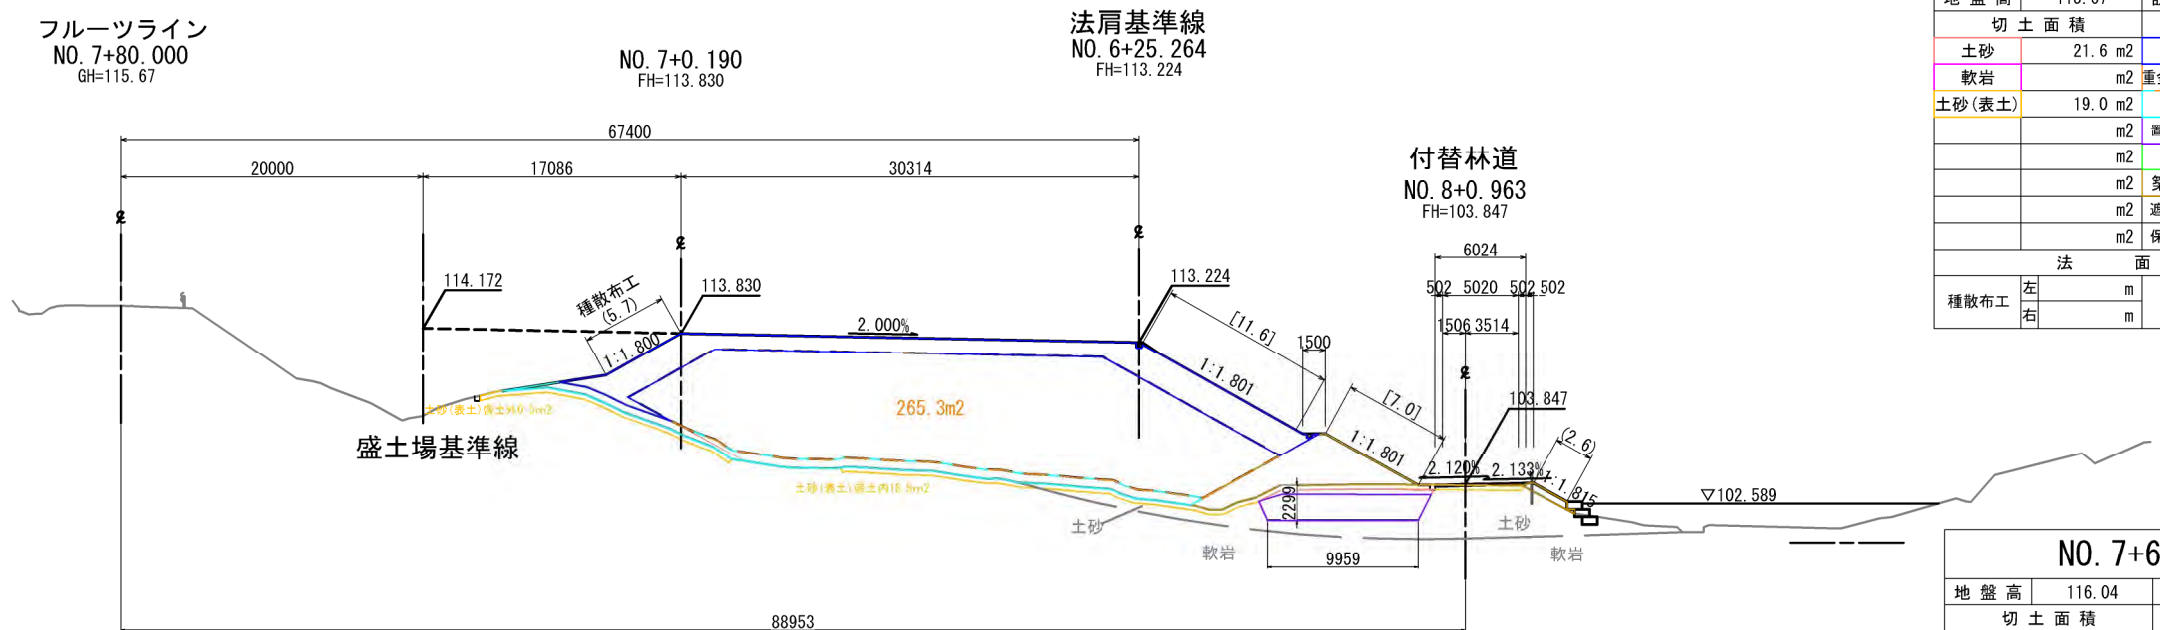 フルーツライン
NO. 7+80.000
GH=115.67
NO. 7+0.190
FH=113.830
法肩基準線
NO. 6+25.264
FH=113.224
67400
20000
17086
30314
付替林道
NO. 8+0.963
FH=103.847
6024
502 5020 502 502
1506 3514
114.172
種散布工
(5.7)
1:1.800
113.830
2.000%
113.224
[11.6]
1500
1:1.801
[7.0]
1:1.801
103.847
2.120%
2.133%
(2.6)
1:1.815
▽102.589
265.3m2
盛土場基準線
2299
9959
土砂
軟岩
土砂
軟岩
88953
切土面積
土砂 21.6 m2
軟岩 m2
土砂(表土) 19.0 m2
m2
m2
m2 築
m2
m2 保
法 面
種散布工 左 m
右 m
NO. 7+6
地盤高 116.04
切土面積